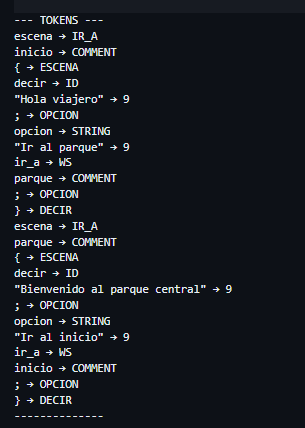 --- TOKENS ---
escena → IR_A
inicio → COMMENT
{ → ESCENA
decir → ID
"Hola viajero" → 9
; → OPCION
opcion → STRING
"Ir al parque" → 9
ir_a → WS
parque → COMMENT
; → OPCION
} → DECIR
escena → IR_A
parque → COMMENT
{ → ESCENA
decir → ID
"Bienvenido al parque central" → 9
; → OPCION
opcion → STRING
"Ir al inicio" → 9
ir_a → WS
inicio → COMMENT
; → OPCION
} → DECIR
--------------